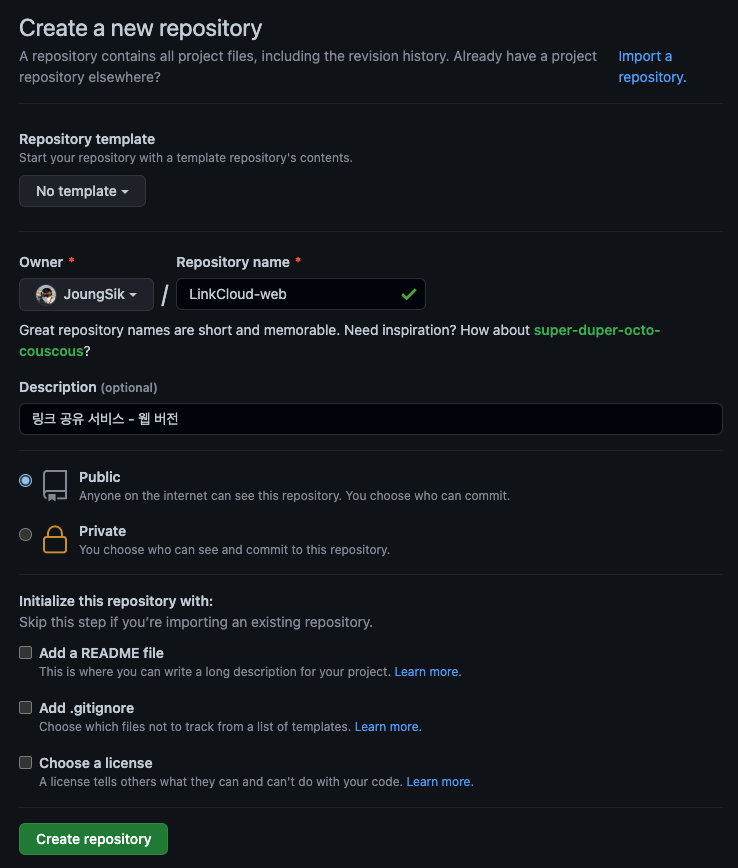 Create a new repository
A repository contains all project files, including the revision history. Already have a project
repository elsewhere?
Import a
repository.
Repository template
Start your repository with a template repository's contents.
No template
Owner *
Repository name *
JoungSik
/
LinkCloud-web
Great repository names are short and memorable. Need inspiration? How about super-duper-octo-
couscous?
Description (optional)
링크 공유 서비스 - 웹 버전
Public
Anyone on the internet can see this repository. You choose who can commit.
Private
You choose who can see and commit to this repository.
Initialize this repository with:
Skip this step if you’re importing an existing repository.
Add a README file
This is where you can write a long description for your project. Learn more.
Add .gitignore
Choose which files not to track from a list of templates. Learn more.
Choose a license
A license tells others what they can and can't do with your code. Learn more.
Create repository